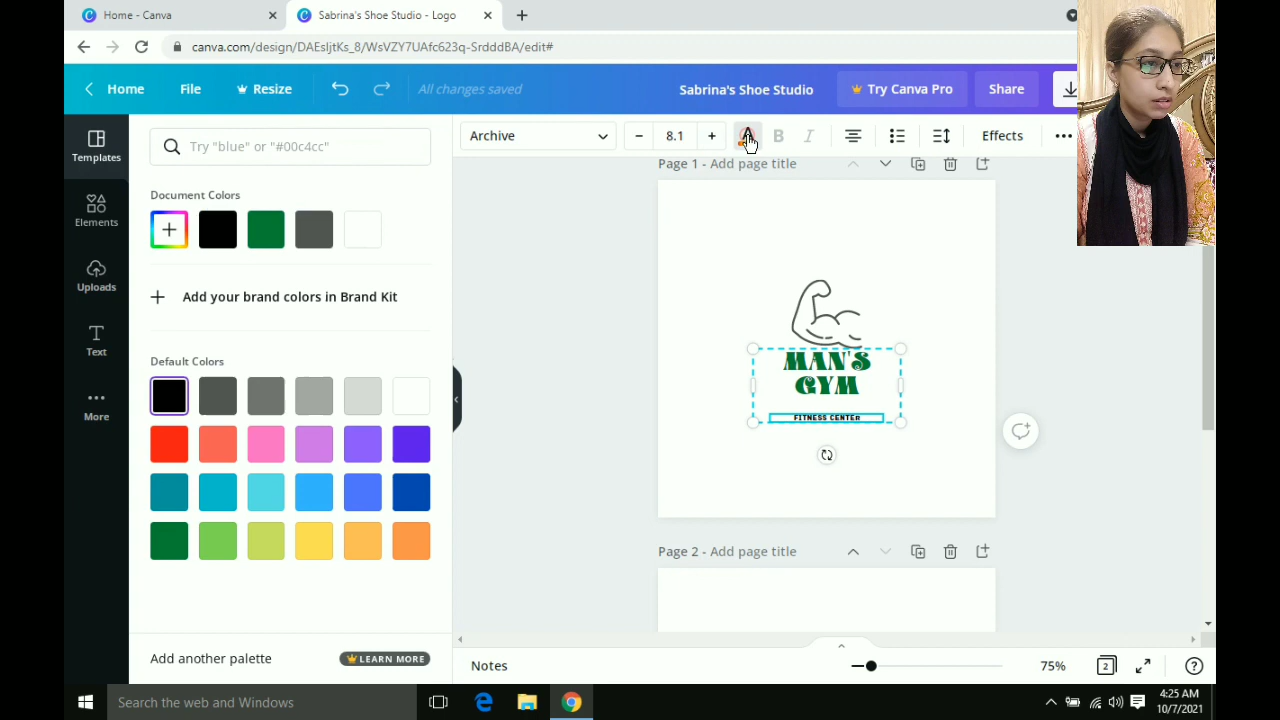 Home - Canva
Sabrina's Shoe Studio - Logo
canva.com/design/DAEsljtKs_8/WsVZY7UAfc623q-SrdddBA/edit#
Home
File
Resize
All changes saved
Sabrina's Shoe Studio
Try Canva Pro
Share
Templates
Elements
Uploads
Text
More
Try "blue" or "#00c4cc"
Document Colors
Add your brand colors in Brand Kit
Default Colors
Add another palette
LEARN MORE
Archive
8.1
A
B
I
Effects
Page 1 - Add page title
MAN'S
GYM
FITNESS CENTER
Page 2 - Add page title
Notes
75%
2
Search the web and Windows
4:25 AM
10/7/2021